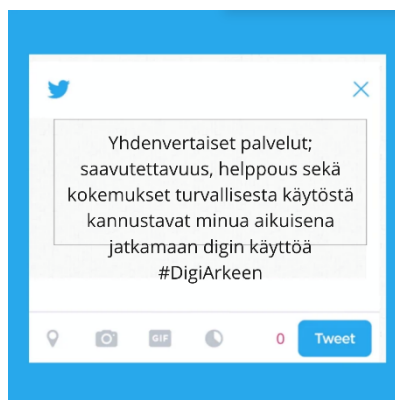 Yhdenvertaiset palvelut;
saavutettavuus, helppous sekä
kokemukset turvallisesta käytöstä
kannustavat minua aikuisena
jatkamaan digin käyttöä
#DigiArkeen
GIF
0
Tweet